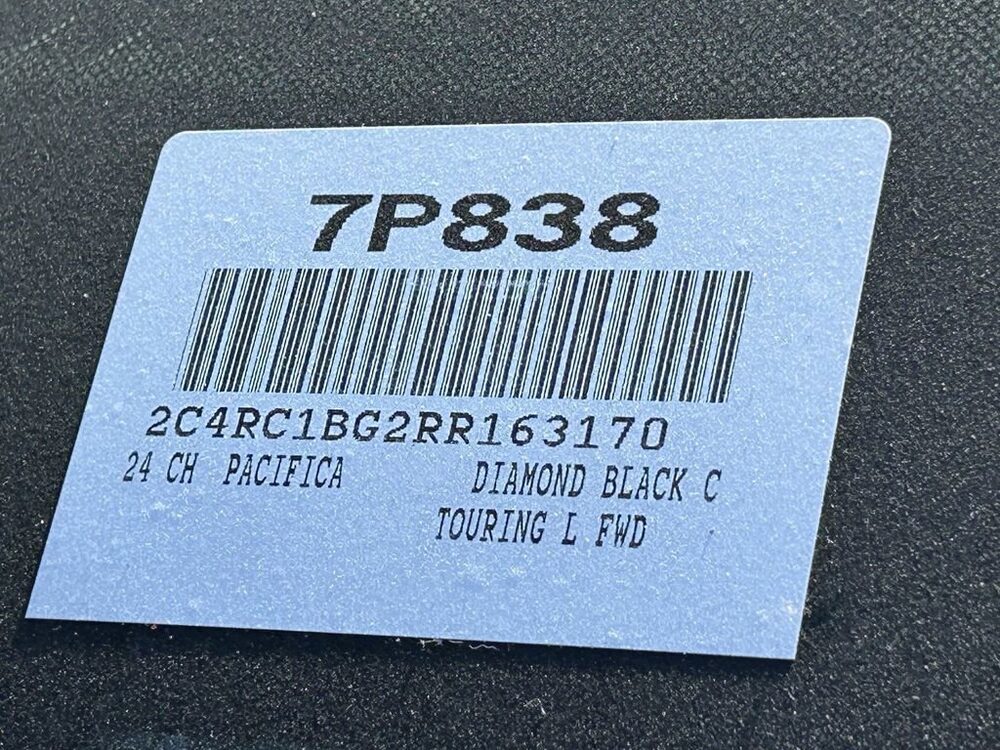 7P838
2C4RC1BG2RR163170
24 CH PACIFICA DIAMOND BLACK C
TOURING L FWD